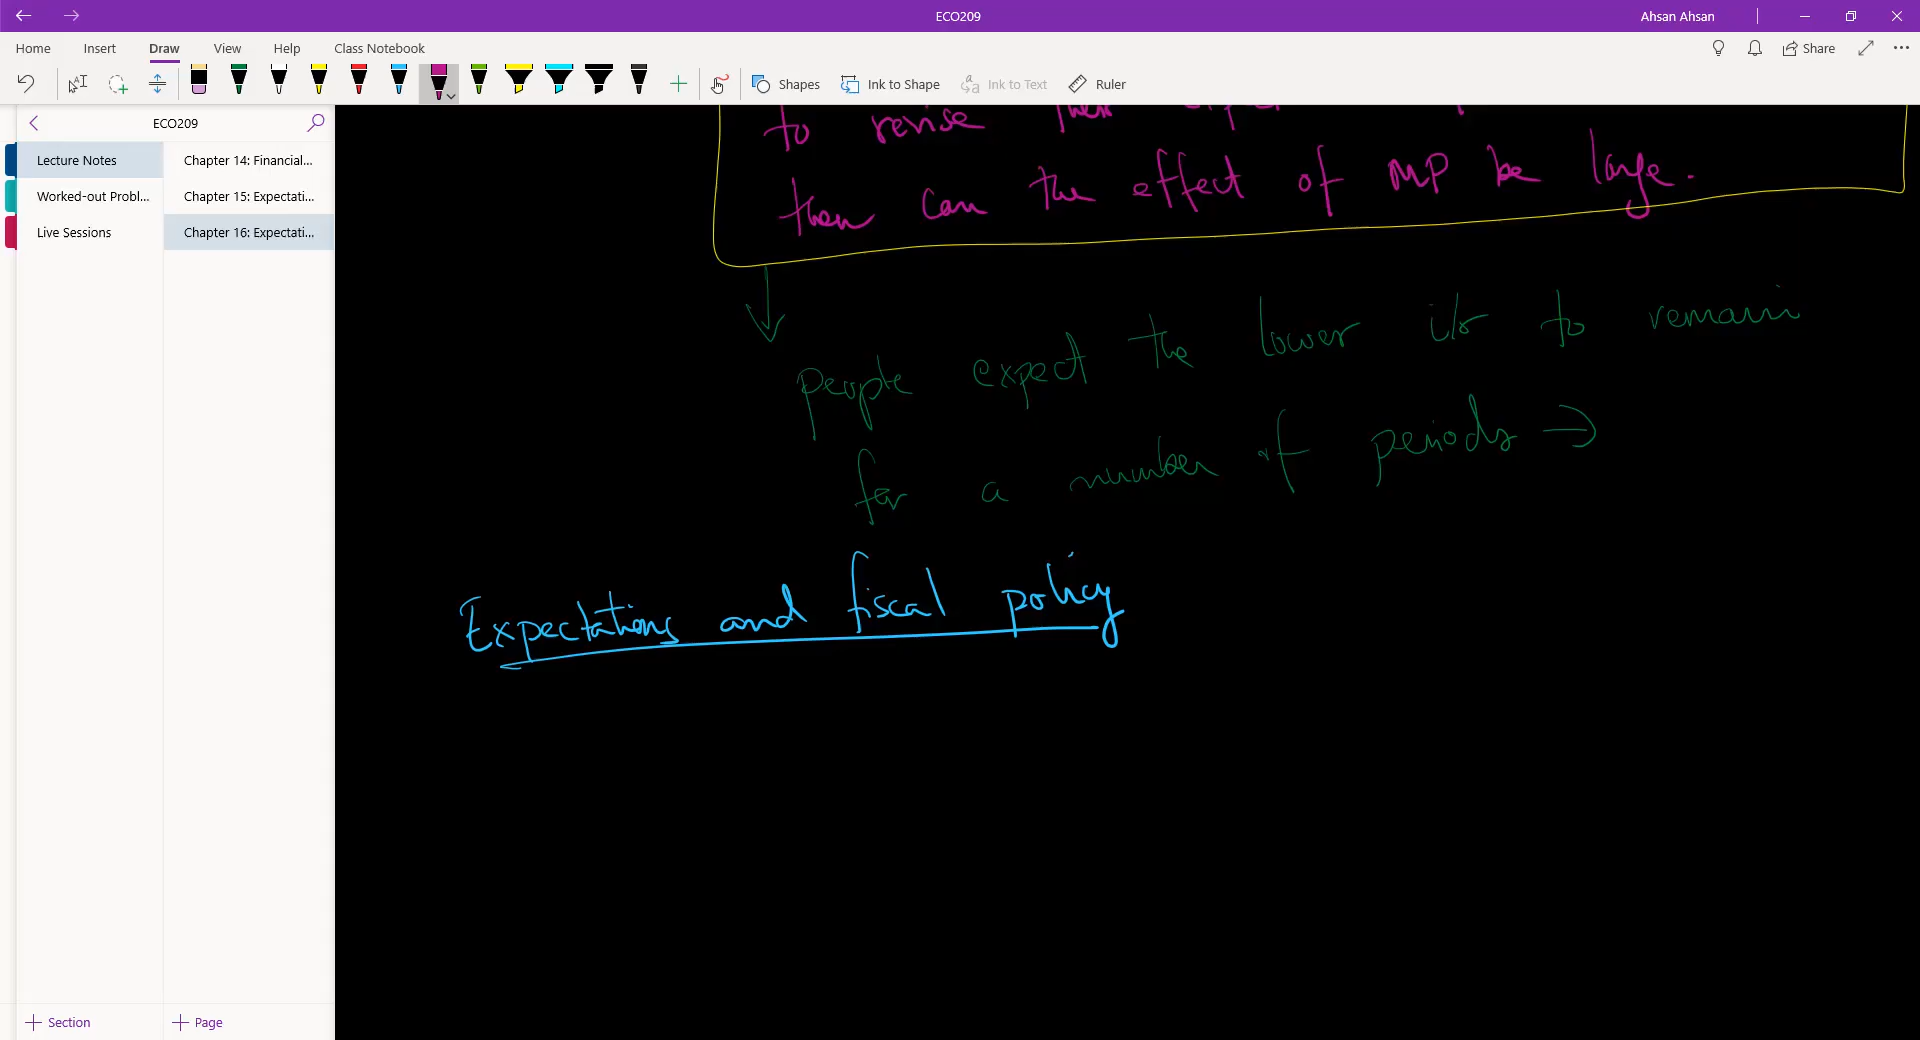 ECO209
Ahsan Ahsan
Home Insert Draw View Help Class Notebook
Share
Shapes Ink to Shape Ink to Text Ruler
ECO209
Lecture Notes
Worked-out Probl...
Live Sessions
Chapter 14: Financial...
Chapter 15: Expectati...
Chapter 16: Expectati...
to revise their
then can the effect of MP be large.
people expect the lower i/r to remain
for a number of periods →
Expectations and fiscal policy
Section
Page